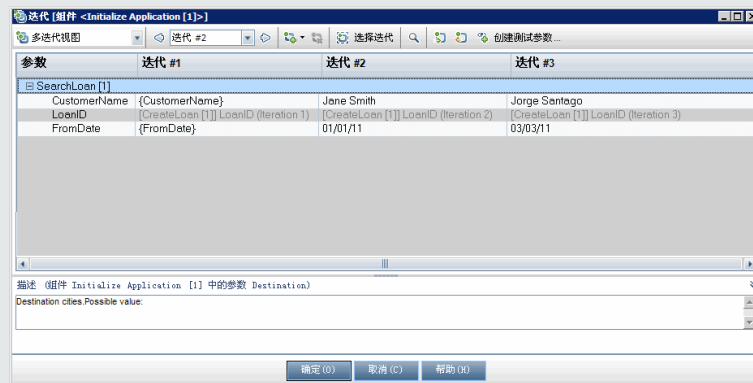 迭代 [组件 <Initialize Application [1]>]
多迭代视图 迭代 #2 选择迭代 创建测试参数...
参数 迭代 #1 迭代 #2 迭代 #3
SearchLoan [1]
CustomerName {CustomerName} Jane Smith Jorge Santago
LoanID [CreateLoan [1]] LoanID (Iteration 1) [CreateLoan [1]] LoanID (Iteration 2) [CreateLoan [1]] LoanID (Iteration 3)
FromDate {FromDate} 01/01/11 03/03/11
描述 (组件 Initialize Application [1] 中的参数 Destination)
Destination cities.Possible value:
确定(O) 取消(C) 帮助(H)